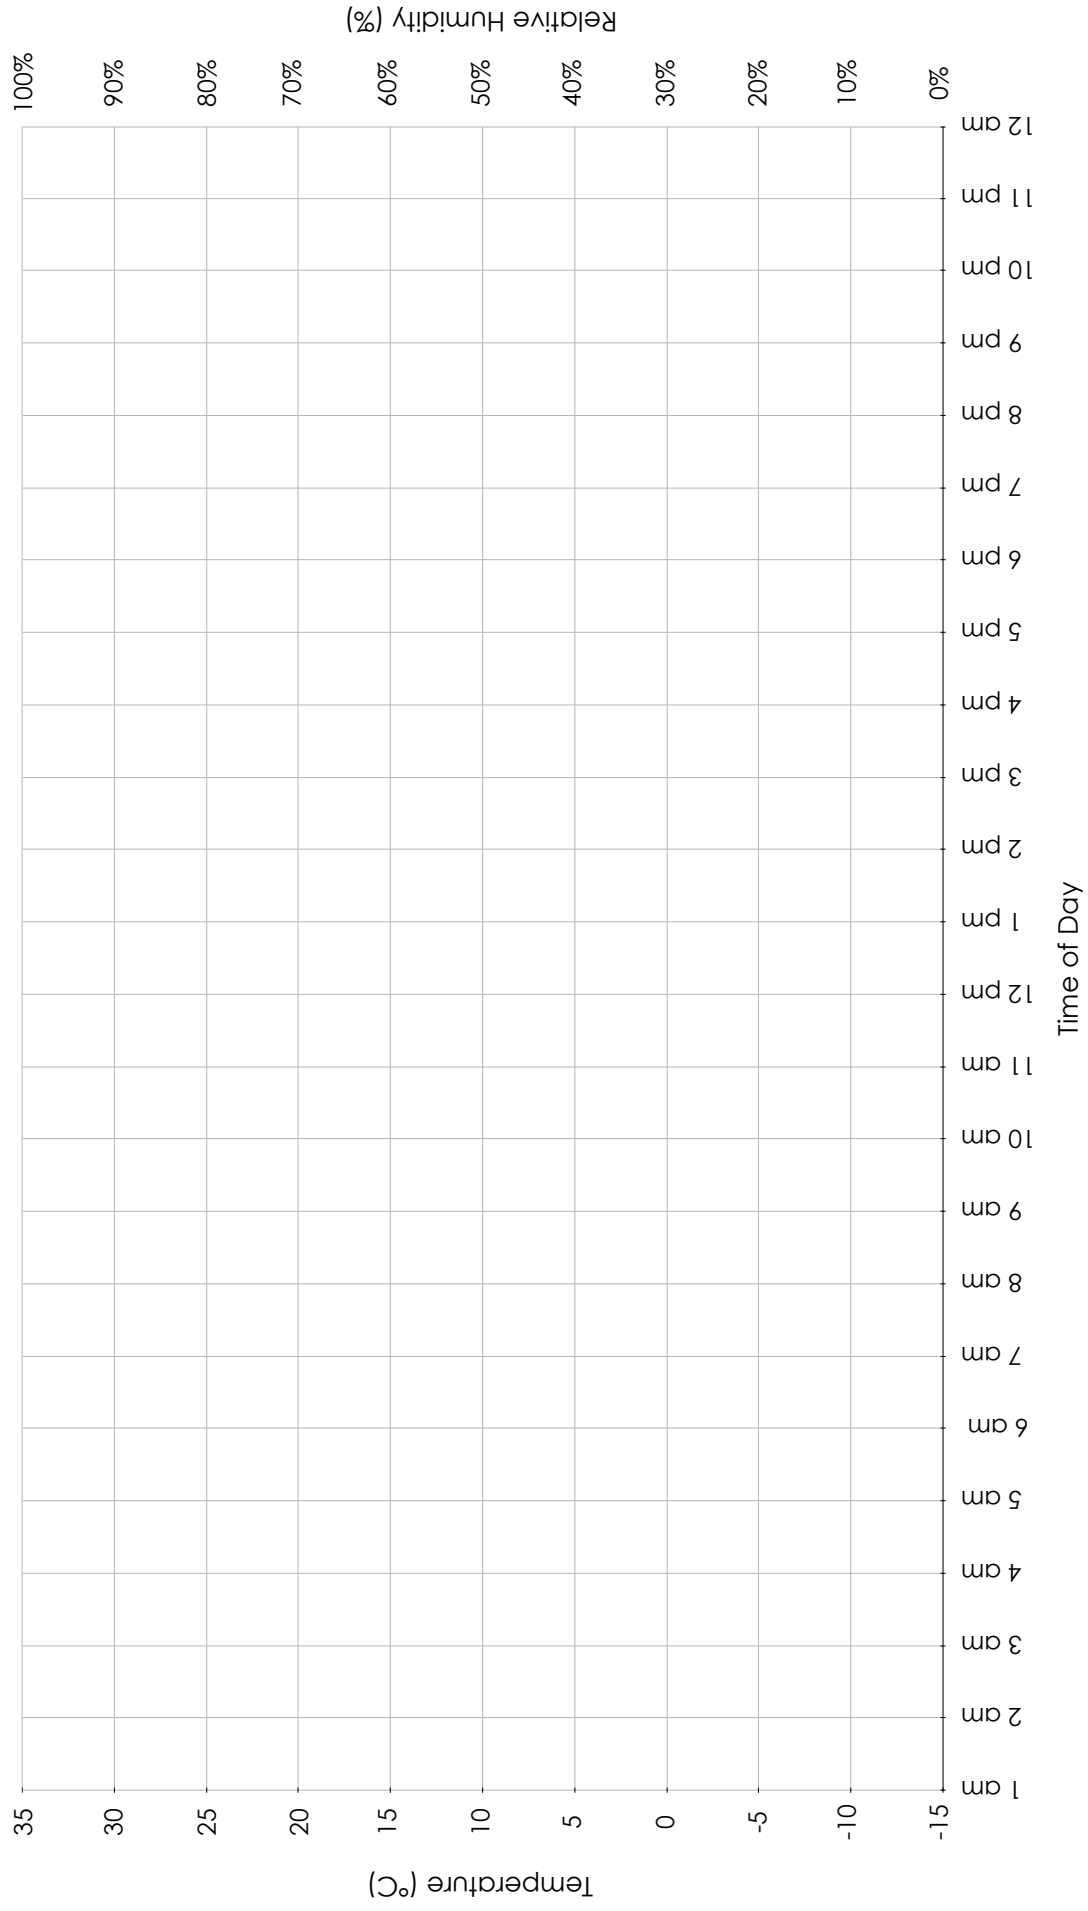 Relative Humidity (%)
100%
90%
80%
70%
60%
50%
40%
30%
20%
10%
0%
12 am
11 pm
10 pm
9 pm
8 pm
7 pm
6 pm
5 pm
4 pm
3 pm
2 pm
1 pm
12 pm
11 am
10 am
9 am
8 am
7 am
6 am
5 am
4 am
3 am
2 am
1 am
Time of Day
35
30
25
20
15
10
5
0
-5
-10
-15
Temperature (°C)